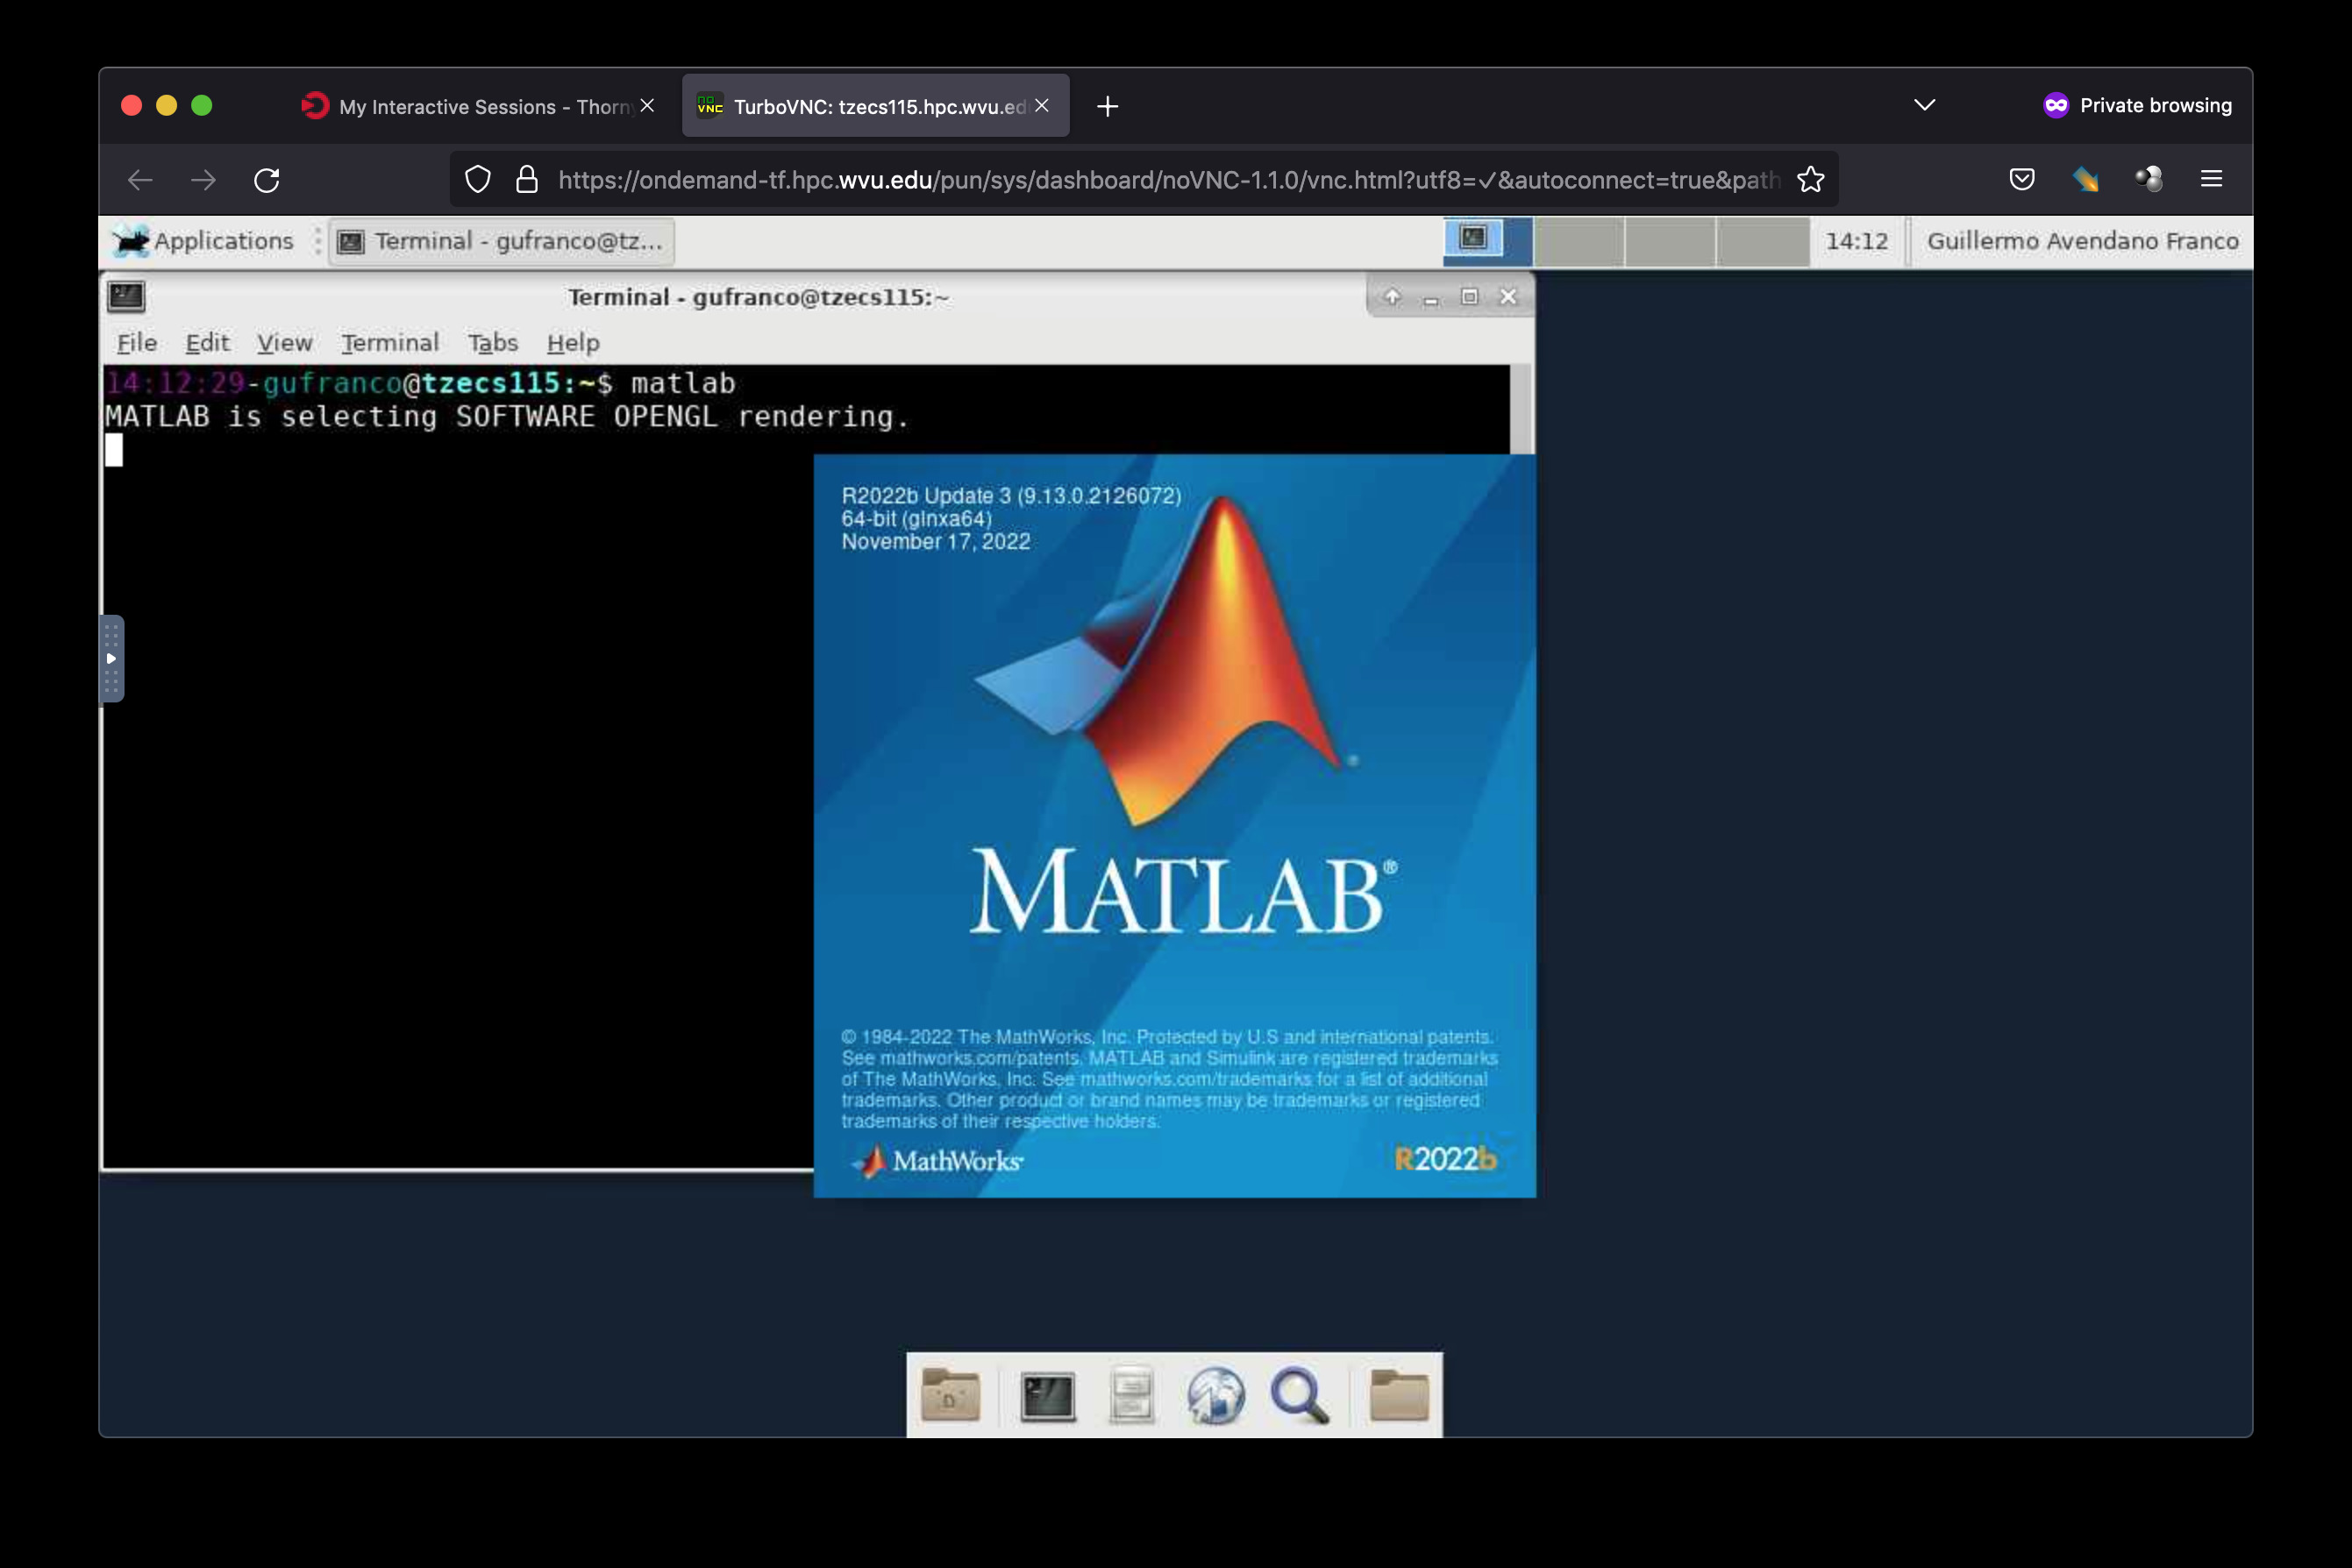 My Interactive Sessions - Thorn
TurboVNC: tzecs115.hpc.wvu.ed
Private browsing
https://ondemand-tf.hpc.wvu.edu/pun/sys/dashboard/noVNC-1.1.0/vnc.html?utf8=✓&autoconnect=true&path
Applications
Terminal - gufranco@tz...
14:12
Guillermo Avendano Franco
Terminal - gufranco@tzecs115:~
File Edit View Terminal Tabs Help
14:12:29-gufranco@tzecs115:~$ matlab
MATLAB is selecting SOFTWARE OPENGL rendering.
R2022b Update 3 (9.13.0.2126072)
64-bit (glnxa64)
November 17, 2022
MATLAB®
© 1984-2022 The MathWorks, Inc. Protected by U.S and international patents.
See mathworks.com/patents. MATLAB and Simulink are registered trademarks
of The MathWorks, Inc. See mathworks.com/trademarks for a list of additional
trademarks. Other product or brand names may be trademarks or registered
trademarks of their respective holders.
MathWorks
R2022b